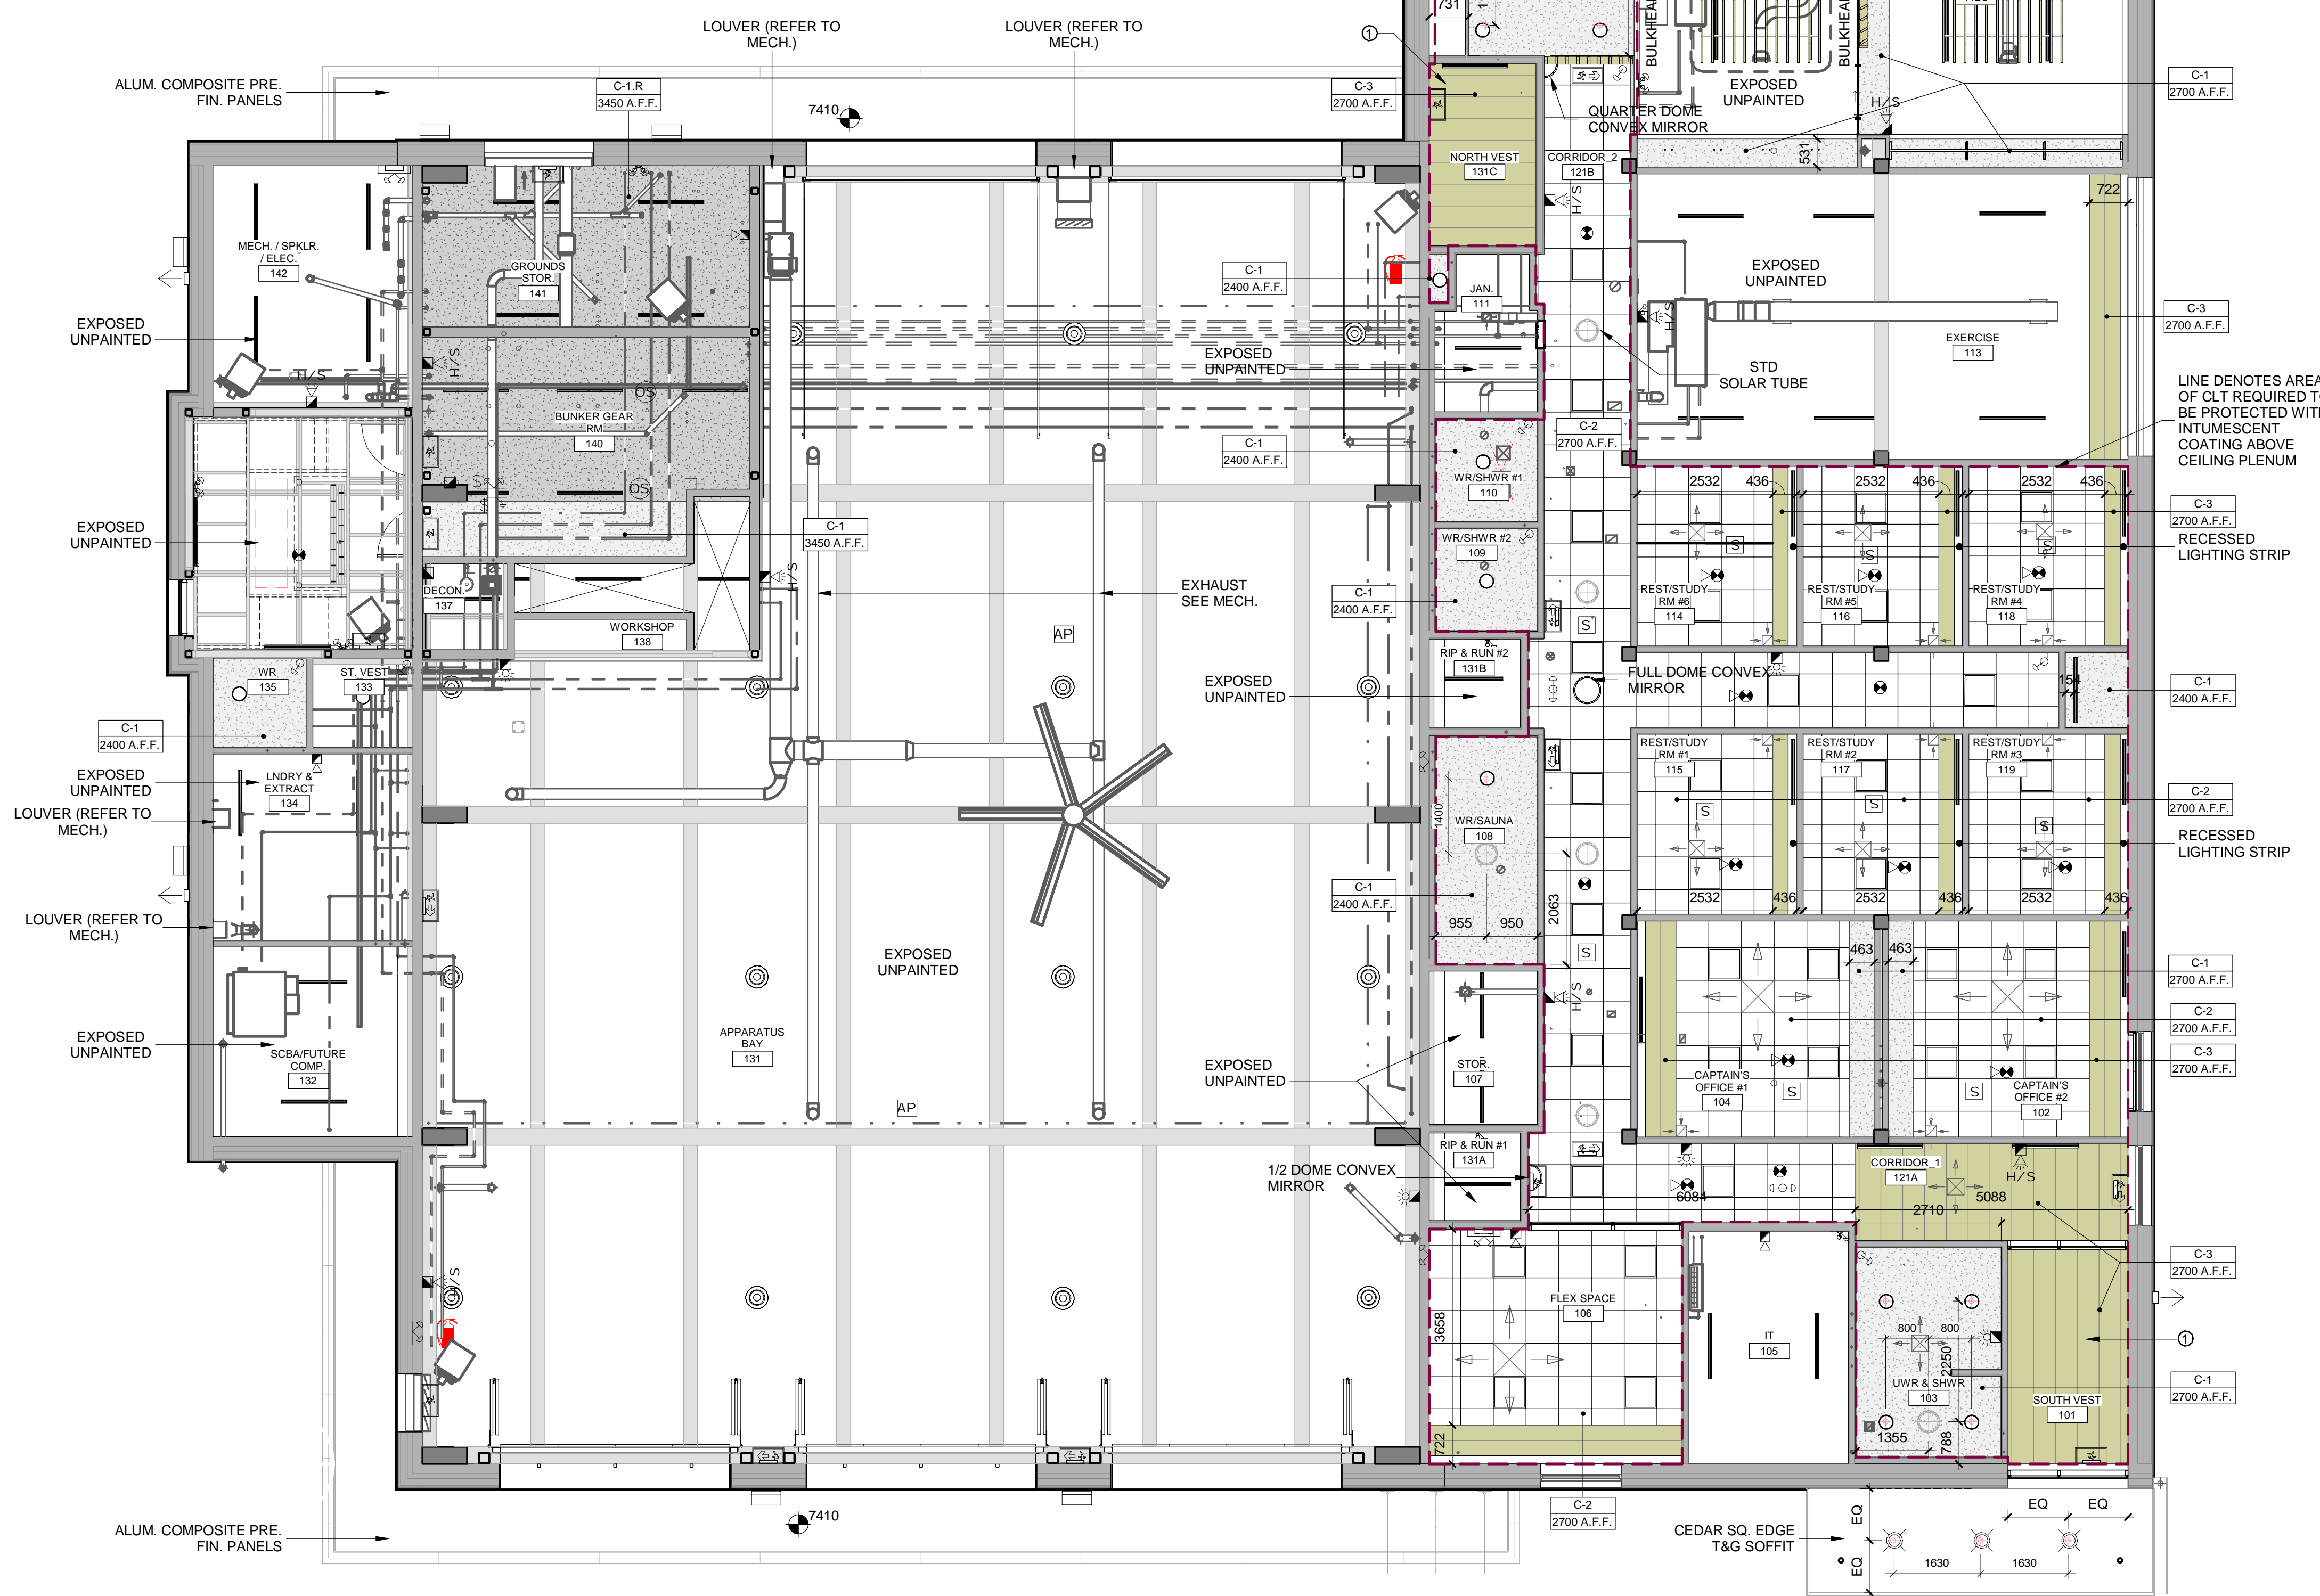 731
1
BULKHEAD
BULKHEAD
LOUVER (REFER TO
MECH.)
LOUVER (REFER TO
MECH.)
1
ALUM. COMPOSITE PRE.
FIN. PANELS
C-1.R
3450 A.F.F.
7410
C-3
2700 A.F.F.
EXPOSED
UNPAINTED
H/S
C-1
2700 A.F.F.
QUARTER DOME
CONVEX MIRROR
531
NORTH VEST
131C
CORRIDOR_2
121B
H/S
722
MECH. / SPKLR.
/ ELEC.
142
GROUNDS
STOR.
141
C-1
2400 A.F.F.
JAN.
111
EXPOSED
UNPAINTED
H/S
EXERCISE
113
C-3
2700 A.F.F.
EXPOSED
UNPAINTED
H/S
H/S
EXPOSED
UNPAINTED
STD
SOLAR TUBE
LINE DENOTES AREA
OF CLT REQUIRED T
BE PROTECTED WIT
INTUMESCENT
COATING ABOVE
CEILING PLENUM
OS
BUNKER GEAR
RM
140
OS
C-1
2400 A.F.F.
C-2
2700 A.F.F.
WR/SHWR #1
110
2532
436
2532
436
2532
436
C-3
2700 A.F.F.
EXPOSED
UNPAINTED
C-1
3450 A.F.F.
WR/SHWR #2
109
S
S
S
RECESSED
LIGHTING STRIP
DECON.
137
H/S
EXHAUST
SEE MECH.
C-1
2400 A.F.F.
REST/STUDY
RM #6
114
REST/STUDY
RM #5
116
REST/STUDY
RM #4
118
WORKSHOP
138
AP
S
RIP & RUN #2
131B
FULL DOME CONVEX
MIRROR
154
C-1
2400 A.F.F.
WR
135
ST. VEST
133
EXPOSED
UNPAINTED
C-1
2400 A.F.F.
REST/STUDY
RM #1
115
REST/STUDY
RM #2
117
REST/STUDY
RM #3
119
EXPOSED
UNPAINTED
LNDRY &
EXTRACT
134
C-2
2700 A.F.F.
LOUVER (REFER TO
MECH.)
1400
WR/SAUNA
108
S
S
S
RECESSED
LIGHTING STRIP
C-1
2400 A.F.F.
955
950
2063
2532
436
2532
436
2532
436
LOUVER (REFER TO
MECH.)
EXPOSED
UNPAINTED
S
463
463
C-1
2700 A.F.F.
H/S
C-2
2700 A.F.F.
EXPOSED
UNPAINTED
SCBA/FUTURE
COMP.
132
APPARATUS
BAY
131
EXPOSED
UNPAINTED
STOR.
107
CAPTAIN'S
OFFICE #1
104
S
S
CAPTAIN'S
OFFICE #2
102
C-3
2700 A.F.F.
AP
RIP & RUN #1
131A
1/2 DOME CONVEX
MIRROR
CORRIDOR_1
121A
H/S
6084
5088
2710
C-3
2700 A.F.F.
H/S
3658
FLEX SPACE
106
IT
105
800
800
2250
1
UWR & SHWR
103
C-1
2700 A.F.F.
SOUTH VEST
101
722
1355
788
C-2
2700 A.F.F.
7410
ALUM. COMPOSITE PRE.
FIN. PANELS
CEDAR SQ. EDGE
T&G SOFFIT
EQ
EQ
EQ
EQ
1630
1630